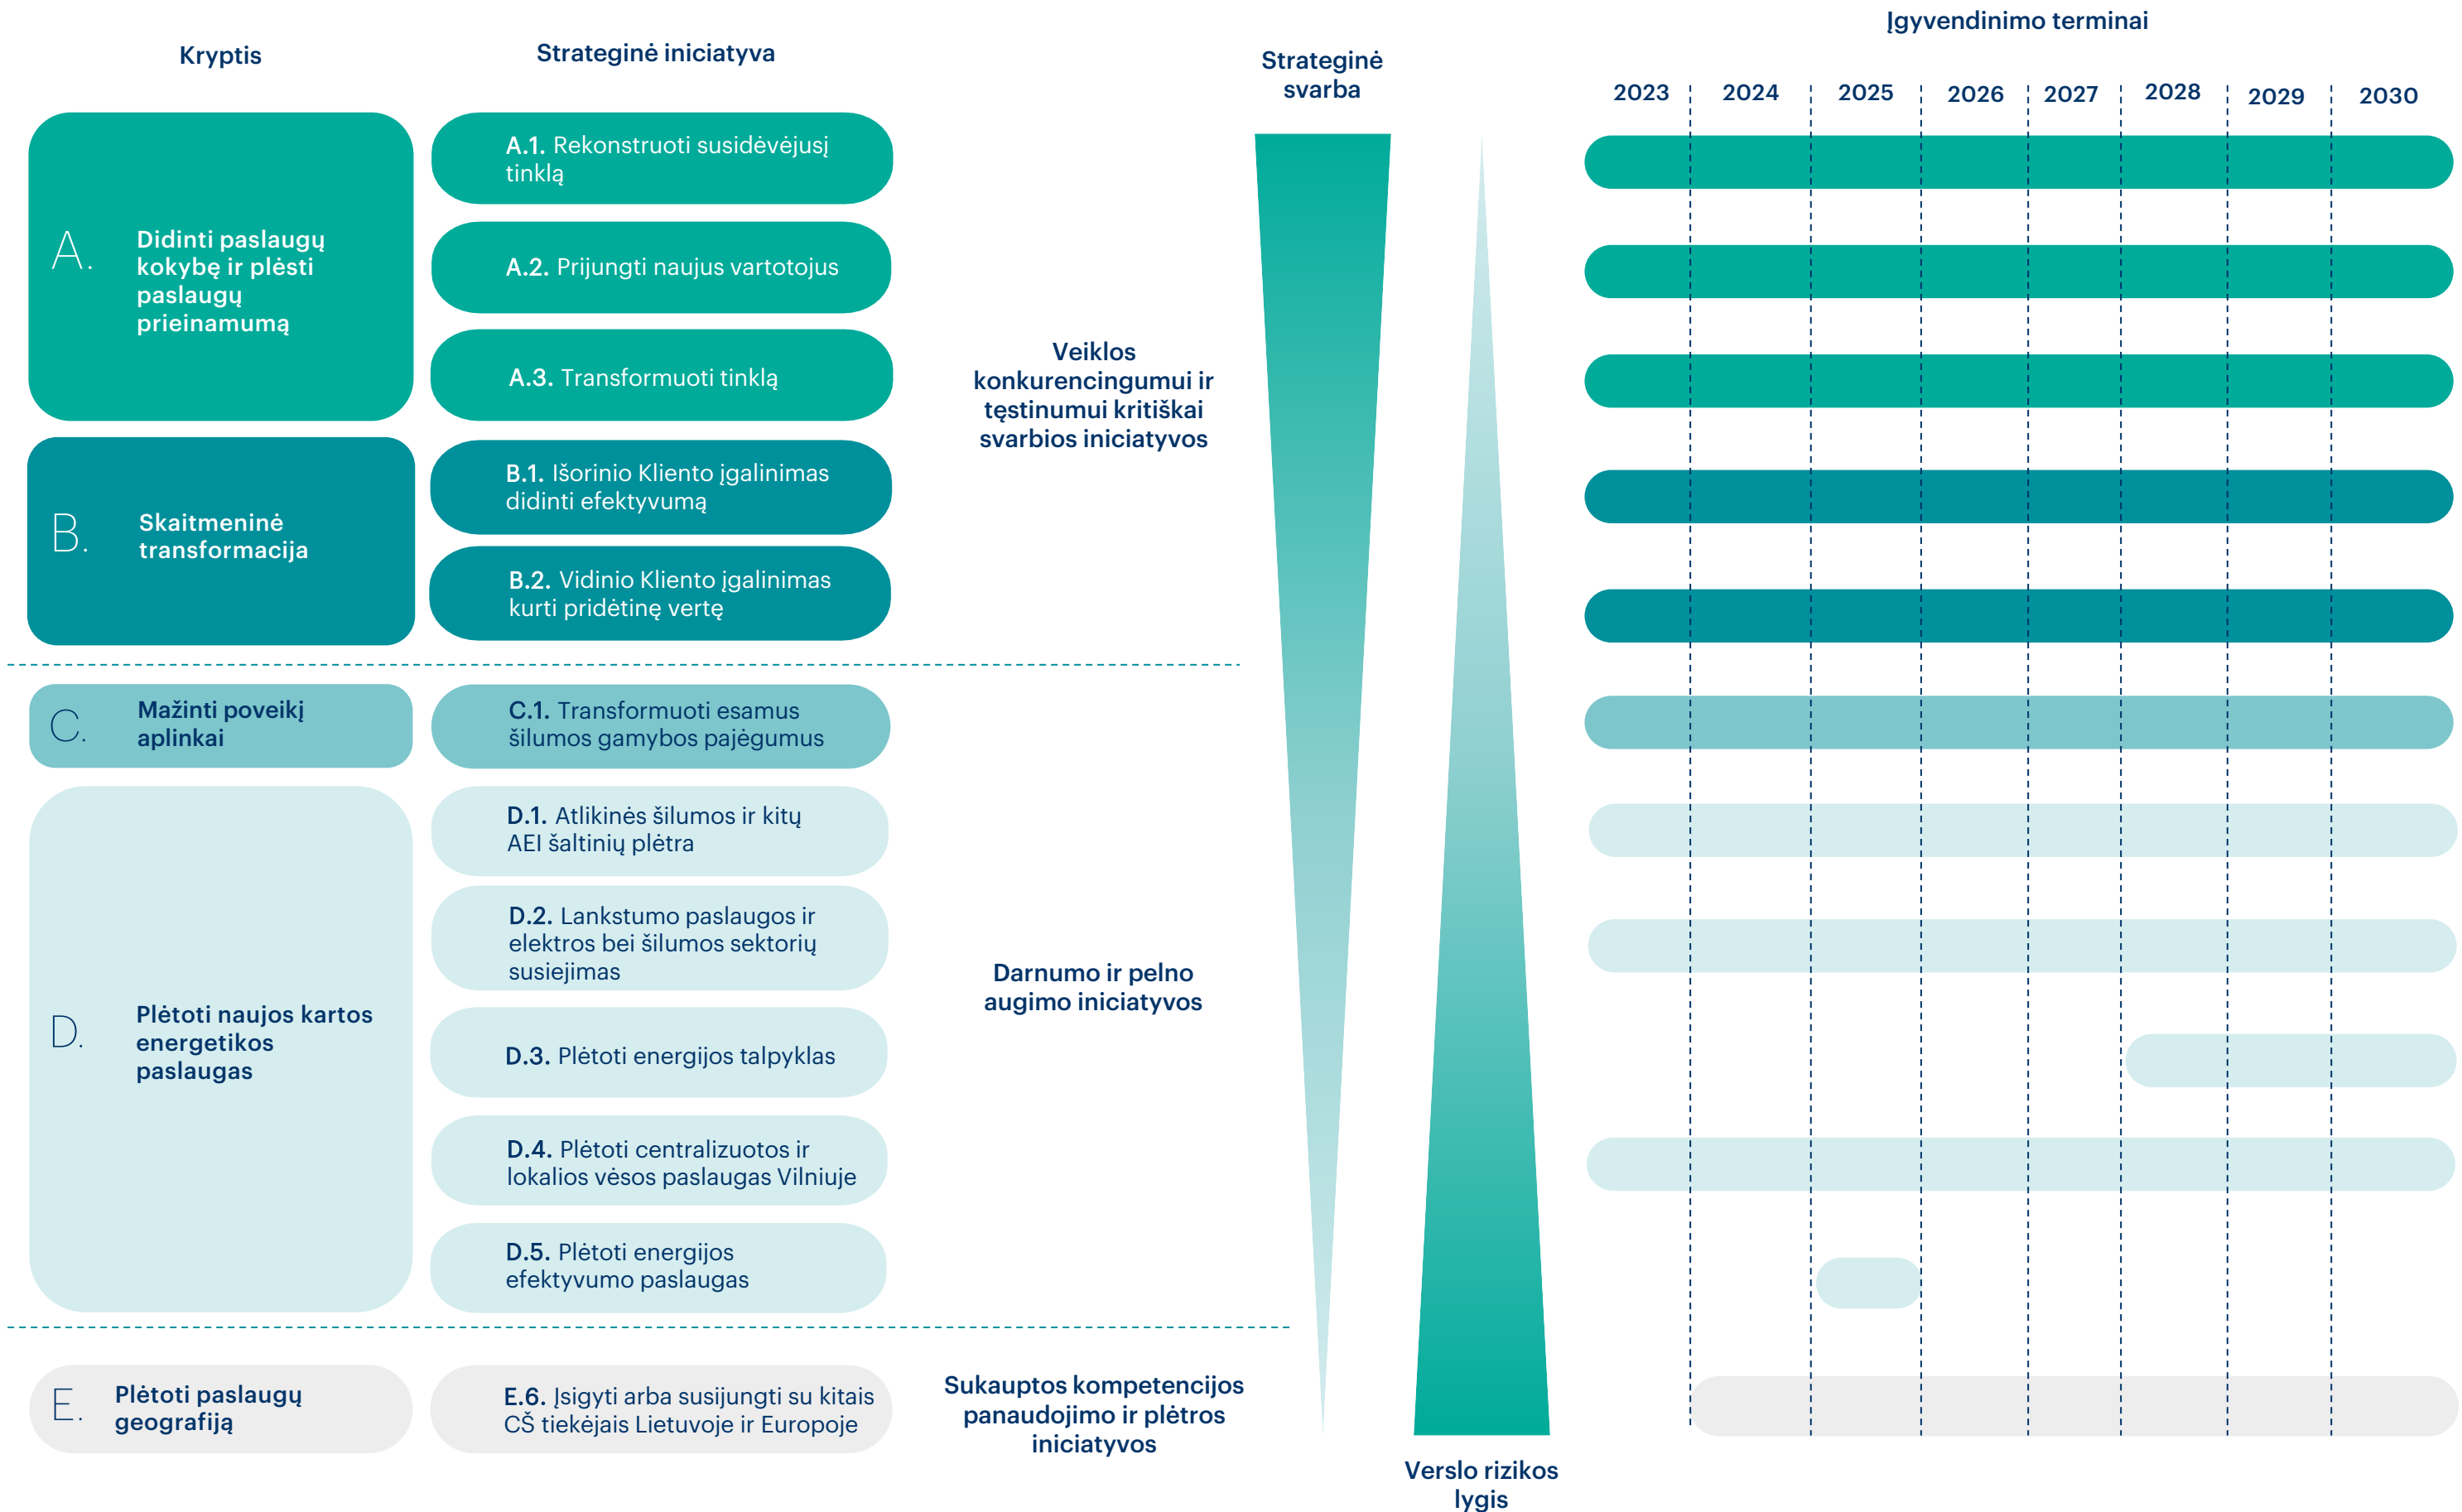 Įgyvendinimo terminai
Kryptis
Strateginė iniciatyva
Strateginė
svarba
2023
2024
2025
2026
2027
2028
2029
2030
A.
Didinti paslaugų
kokybę ir plėsti
paslaugų
prieinamumą
A.1. Rekonstruoti susidėvėjusį
tinklą
A.2. Prijungti naujus vartotojus
A.3. Transformuoti tinklą
Veiklos
konkurencingumui ir
tęstinumui kritiškai
svarbios iniciatyvos
B.
Skaitmeninė
transformacija
B.1. Išorinio Kliento įgalinimas
didinti efektyvumą
B.2. Vidinio Kliento įgalinimas
kurti pridėtinę vertę
C.
Mažinti poveikį
aplinkai
C.1. Transformuoti esamus
šilumos gamybos pajėgumus
D.
Plėtoti naujos kartos
energetikos
paslaugas
D.1. Atlikinės šilumos ir kitų
AEI šaltinių plėtra
D.2. Lankstumo paslaugos ir
elektros bei šilumos sektorių
susiejimas
D.3. Plėtoti energijos talpyklas
D.4. Plėtoti centralizuotos ir
lokalios vėsos paslaugas Vilniuje
D.5. Plėtoti energijos
efektyvumo paslaugas
Darnumo ir pelno
augimo iniciatyvos
E.
Plėtoti paslaugų
geografiją
E.6. Įsigyti arba susijungti su kitais
CŠ tiekėjais Lietuvoje ir Europoje
Sukauptos kompetencijos
panaudojimo ir plėtros
iniciatyvos
Verslo rizikos
lygis